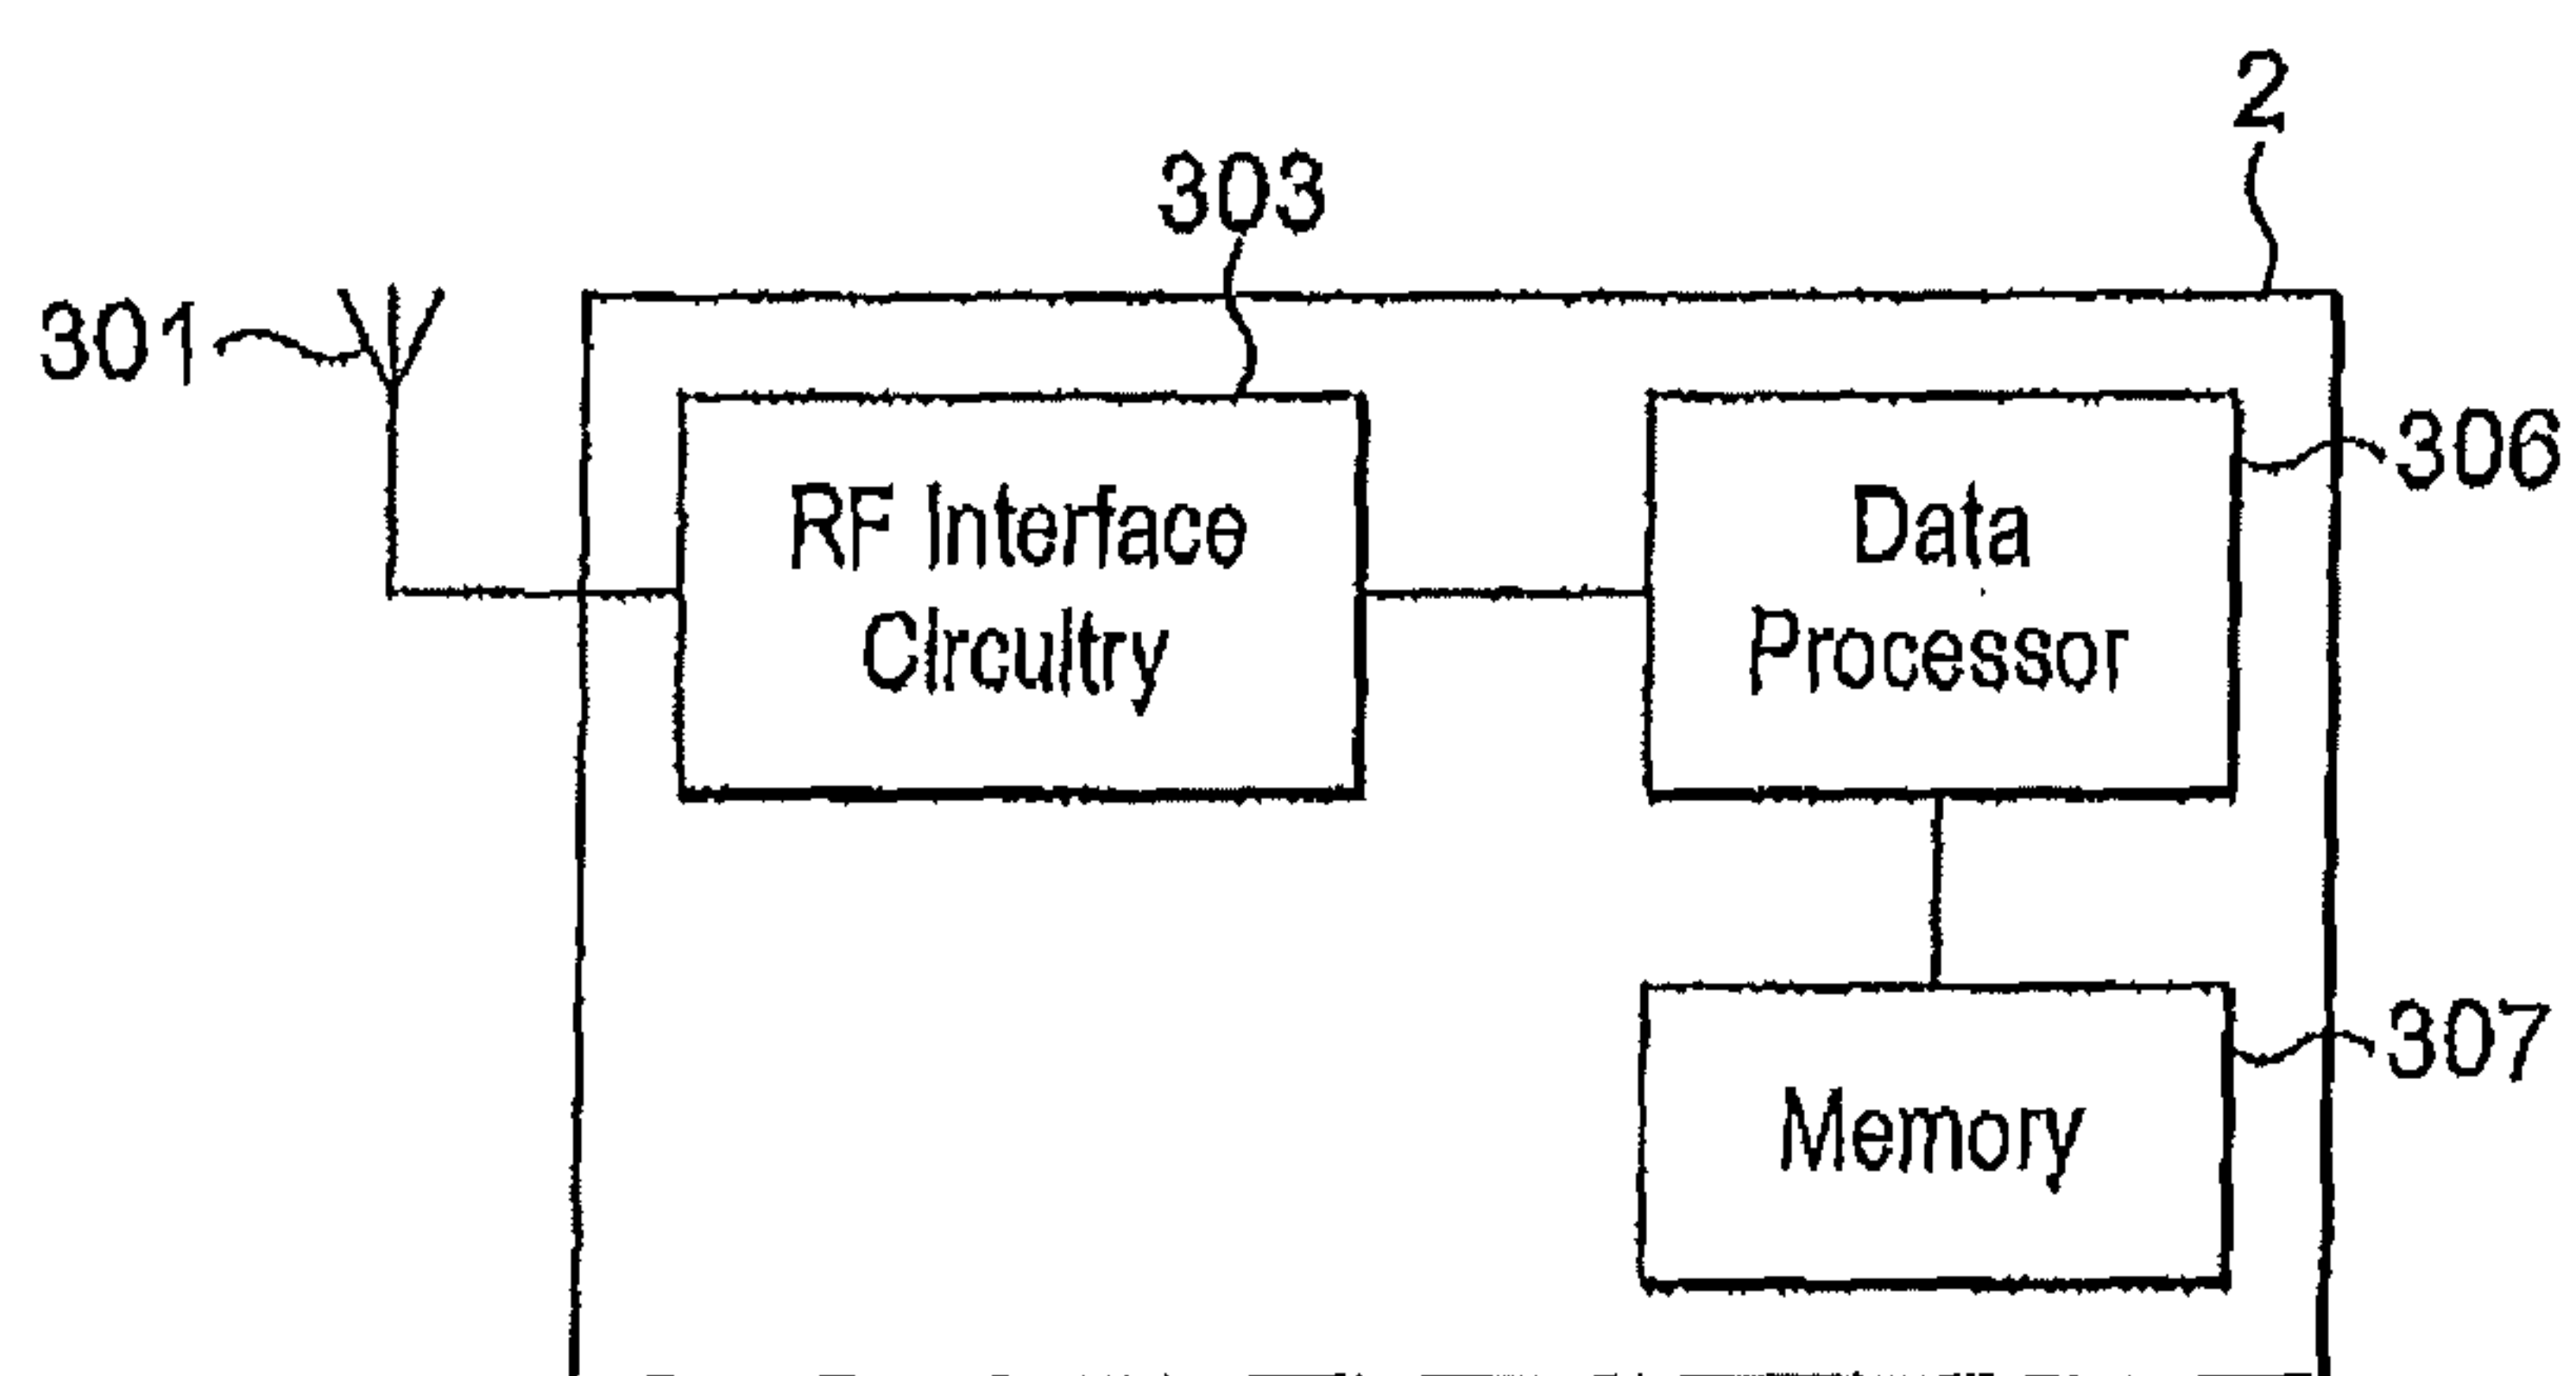 2
303
301
306
RF Interface
Circuitry
Data
Processor
307
Memory